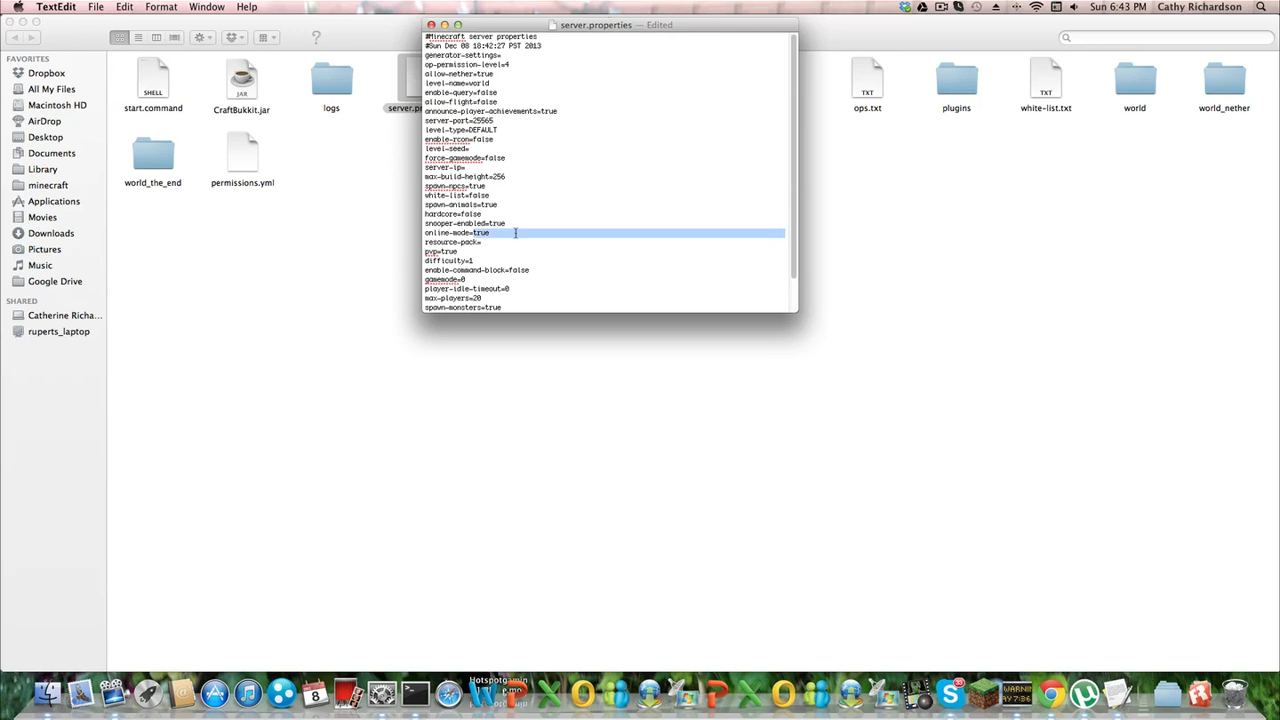 TextEdit File Edit Format Window Help
Sun 6:43 PM Cathy Richardson
server.properties — Edited
#Minecraft server properties
#Sun Dec 08 18:42:27 PST 2013
generator-settings=
op-permission-level=4
allow-nether=true
level-name=world
enable-query=false
allow-flight=false
announce-player-achievements=true
server-port=25565
level-type=DEFAULT
enable-rcon=false
level-seed=
force-gamemode=false
server-ip=
max-build-height=256
spawn-npcs=true
white-list=false
spawn-animals=true
hardcore=false
snooper-enabled=true
online-mode=true
resource-pack=
pvp=true
difficulty=1
enable-command-block=false
gamemode=0
player-idle-timeout=0
max-players=20
spawn-monsters=true
FAVORITES
Dropbox
All My Files
Macintosh HD
AirDrop
Desktop
Documents
Library
minecraft
Applications
Movies
Downloads
Pictures
Music
Google Drive
SHARED
Catherine Richa...
ruperts_laptop
SHELL
JAR
TXT
TXT
start.command
CraftBukkit.jar
logs
server.pr
ops.txt
plugins
white-list.txt
world
world_nether
world_the_end
permissions.yml